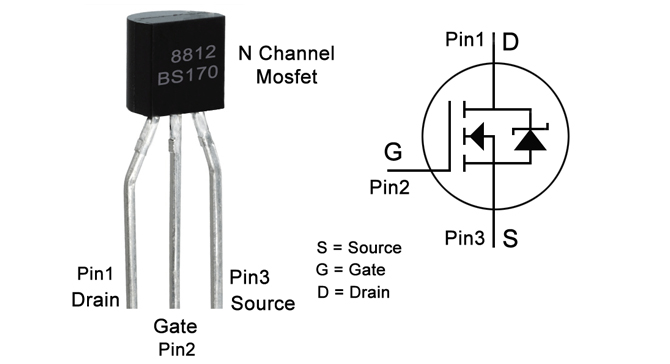 8812
BS170
N Channel
Mosfet
Pin1
Drain
Gate
Pin2
Pin3
Source
Pin1 D
G
Pin2
Pin3 S
S = Source
G = Gate
D = Drain